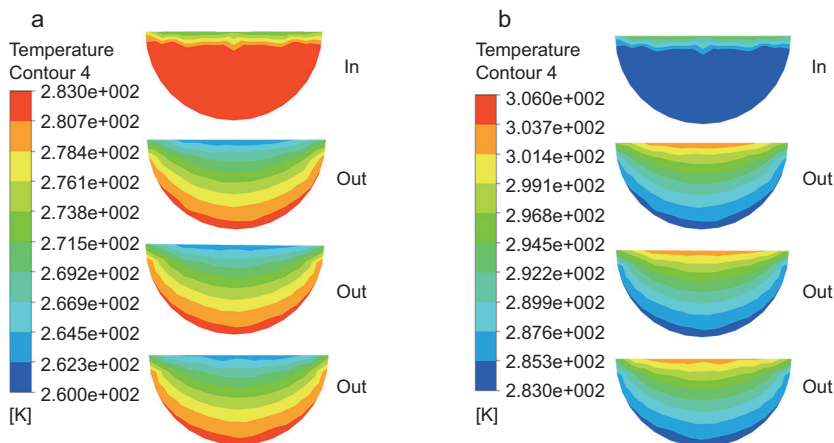 a
Temperature
Contour 4
2.830e+002
2.807e+002
2.784e+002
2.761e+002
2.738e+002
2.715e+002
2.692e+002
2.669e+002
2.645e+002
2.623e+002
2.600e+002
[K]
In
Out
Out
Out
b
Temperature
Contour 4
3.060e+002
3.037e+002
3.014e+002
2.991e+002
2.968e+002
2.945e+002
2.922e+002
2.899e+002
2.876e+002
2.853e+002
2.830e+002
[K]
In
Out
Out
Out